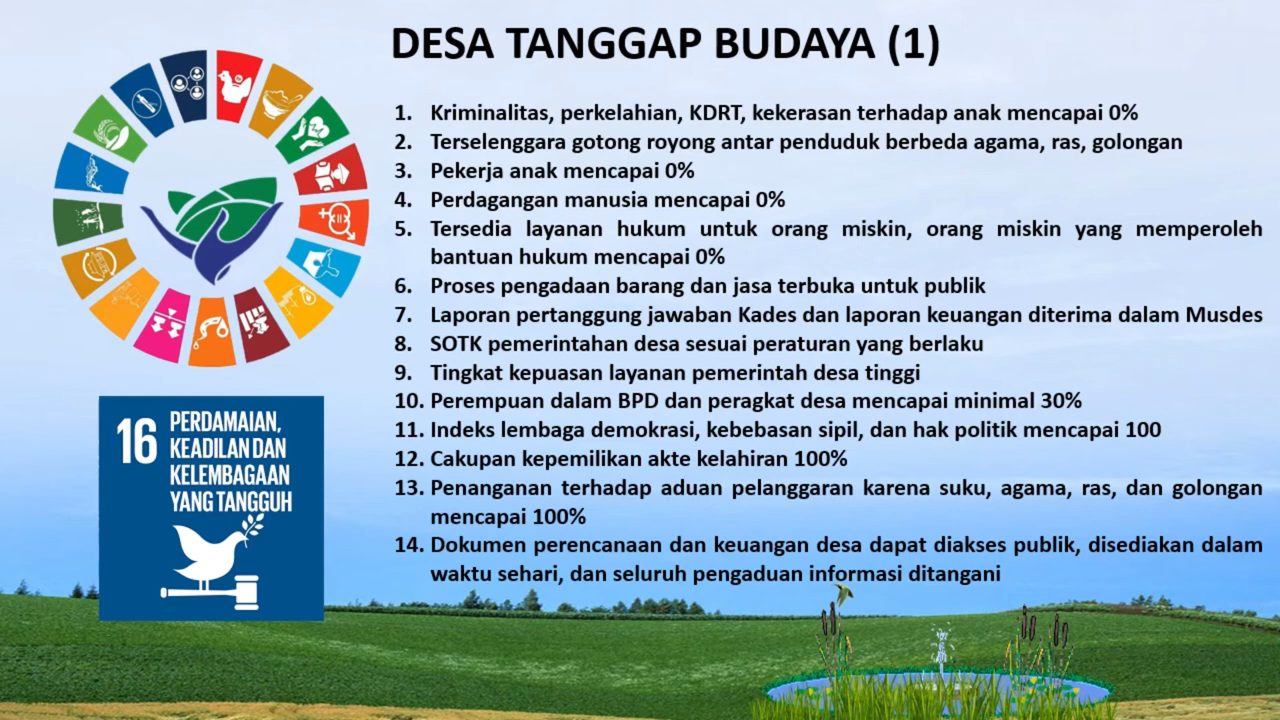 DESA TANGGAP BUDAYA (1)
1. Kriminalitas, perkelahian, KDRT, kekerasan terhadap anak mencapai 0%
2. Terselenggara gotong royong antar penduduk berbeda agama, ras, golongan
3. Pekerja anak mencapai 0%
4. Perdagangan manusia mencapai 0%
5. Tersedia layanan hukum untuk orang miskin, orang miskin yang memperoleh
bantuan hukum mencapai 0%
6. Proses pengadaan barang dan jasa terbuka untuk publik
7. Laporan pertanggung jawaban Kades dan laporan keuangan diterima dalam Musdes
8. SOTK pemerintahan desa sesuai peraturan yang berlaku
9. Tingkat kepuasan layanan pemerintah desa tinggi
10. Perempuan dalam BPD dan peragkat desa mencapai minimal 30%
11. Indeks lembaga demokrasi, kebebasan sipil, dan hak politik mencapai 100
12. Cakupan kepemilikan akte kelahiran 100%
13. Penanganan terhadap aduan pelanggaran karena suku, agama, ras, dan golongan
mencapai 100%
14. Dokumen perencanaan dan keuangan desa dapat diakses publik, disediakan dalam
waktu sehari, dan seluruh pengaduan informasi ditangani
16 PERDAMAIAN,
KEADILAN DAN
KELEMBAGAAN
YANG TANGGUH